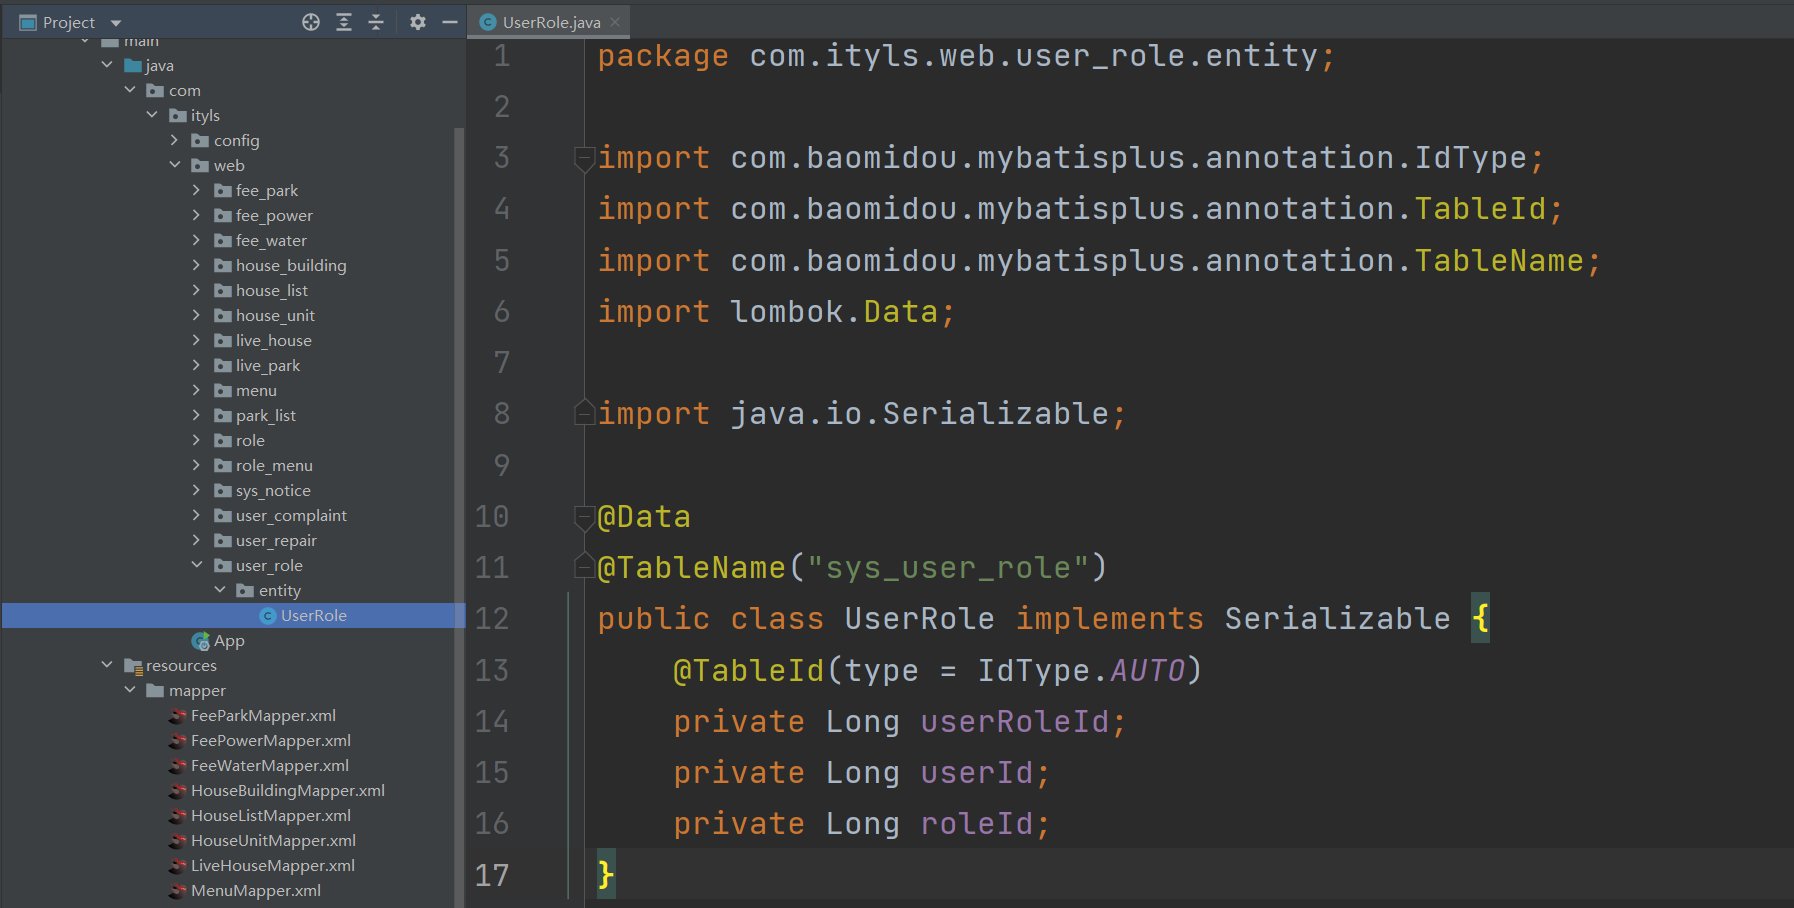 Project
UserRole.java
main
java
com
ityls
config
web
fee_park
fee_power
fee_water
house_building
house_list
house_unit
live_house
live_park
menu
park_list
role
role_menu
sys_notice
user_complaint
user_repair
user_role
entity
UserRole
App
resources
mapper
FeeParkMapper.xml
FeePowerMapper.xml
FeeWaterMapper.xml
HouseBuildingMapper.xml
HouseListMapper.xml
HouseUnitMapper.xml
LiveHouseMapper.xml
MenuMapper.xml
1 package com.ityls.web.user_role.entity;
2
3 import com.baomidou.mybatisplus.annotation.IdType;
4 import com.baomidou.mybatisplus.annotation.TableId;
5 import com.baomidou.mybatisplus.annotation.TableName;
6 import lombok.Data;
7
8 import java.io.Serializable;
9
10 @Data
11 @TableName("sys_user_role")
12 public class UserRole implements Serializable {
13 @TableId(type = IdType.AUTO)
14 private Long userRoleId;
15 private Long userId;
16 private Long roleId;
17 }